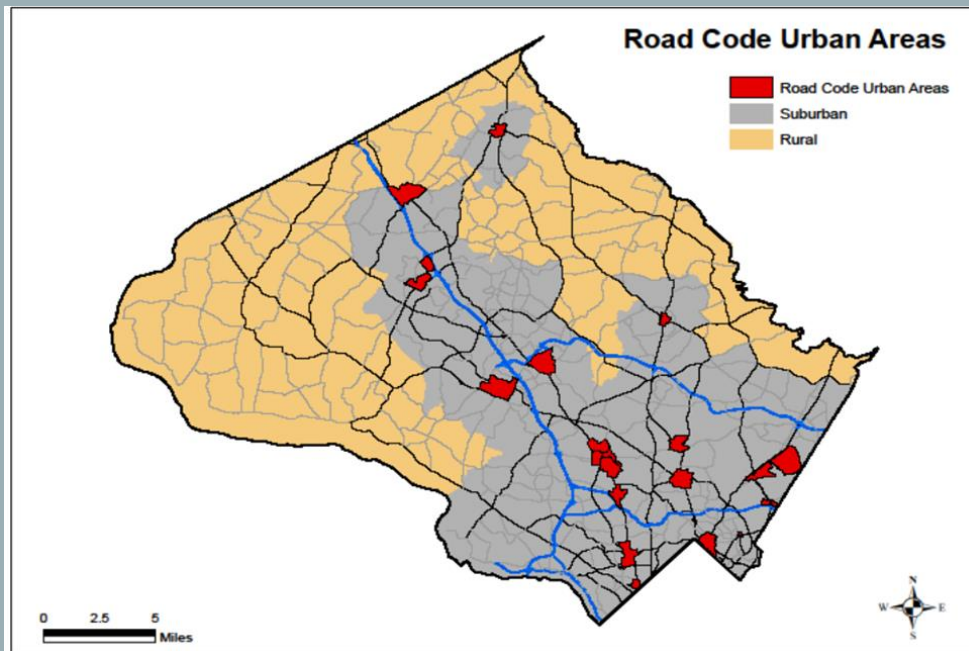 Road Code Urban Areas
Road Code Urban Areas
Suburban
Rural
0 2.5 5
Miles
N
W E
S